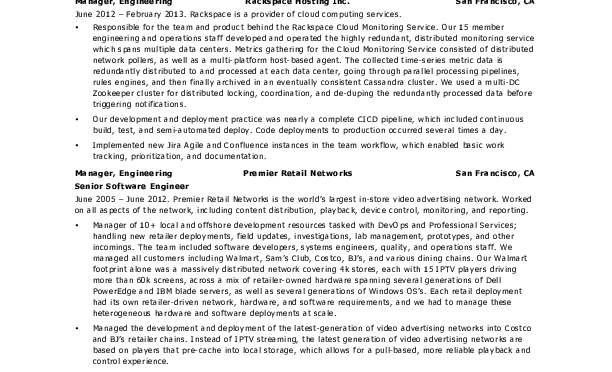 Manager, Engineering Rackspace Hosting Inc. San Francisco, CA
June 2012 – February 2013. Rackspace is a provider of cloud computing services.
• Responsible for the team and product behind the Rackspace Cloud Monitoring Service. Our 15 member
engineering and operations staff developed and operated the highly redundant, distributed monitoring service
which spans multiple data centers. Metrics gathering for the Cloud Monitoring Service consisted of distributed
network pollers, as well as a multi-platform host-based agent. The collected time-series metric data is
redundantly distributed to and processed at each data center, going through parallel processing pipelines,
rules engines, and then finally archived in an eventually consistent Cassandra cluster. We used a multi-DC
Zookeeper cluster for distributed locking, coordination, and de-duping the redundantly processed data before
triggering notifications.
• Our development and deployment practice was nearly a complete CICD pipeline, which included continuous
build, test, and semi-automated deploy. Code deployments to production occurred several times a day.
• Implemented new Jira Agile and Confluence instances in the team workflow, which enabled basic work
tracking, prioritization, and documentation.
Manager, Engineering Premier Retail Networks San Francisco, CA
Senior Software Engineer
June 2005 – June 2012. Premier Retail Networks is the world's largest in-store video advertising network. Worked
on all aspects of the network, including content distribution, playback, device control, monitoring, and reporting.
• Manager of 10+ local and offshore development resources tasked with DevOps and Professional Services;
handling new retailer deployments, field updates, investigations, lab management, prototypes, and other
incomings. The team included software developers, systems engineers, quality, and operations staff. We
managed all customers including Walmart, Sam's Club, Costco, BJ's, and various dining chains. Our Walmart
footprint alone was a massively distributed network covering 4k stores, each with 15 IPTV players driving
more than 60k screens, across a mix of retailer-owned hardware spanning several generations of Dell
PowerEdge and IBM blade servers, as well as several generations of Windows OS's. Each retail deployment
had its own retailer-driven network, hardware, and software requirements, and we had to manage these
heterogeneous hardware and software deployments at scale.
• Managed the development and deployment of the latest-generation of video advertising networks into Costco
and BJ's retailer chains. Instead of IPTV streaming, the latest generation of video advertising networks are
based on players that pre-cache into local storage, which allows for a pull-based, more reliable playback and
control experience.